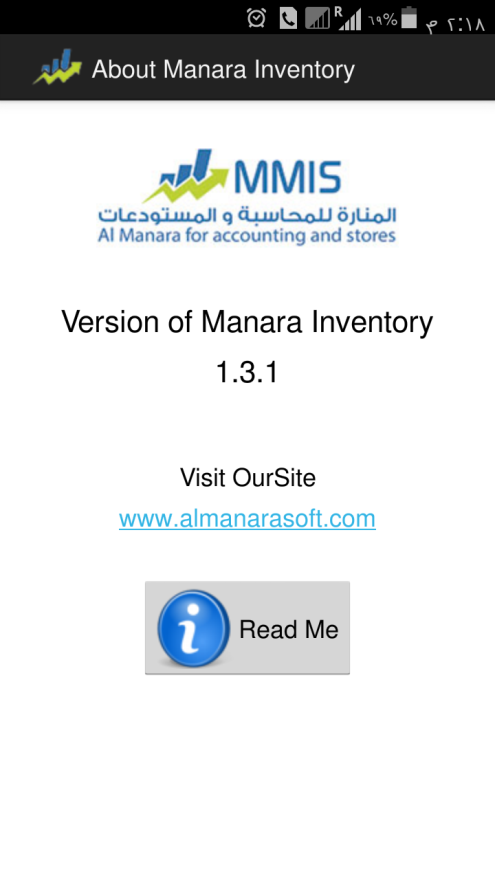 R ٦٩% ٢:١٨ م
About Manara Inventory
MMIS
المنارة للمحاسبة و المستودعات
Al Manara for accounting and stores
Version of Manara Inventory
1.3.1
Visit OurSite
www.almanarasoft.com
i Read Me